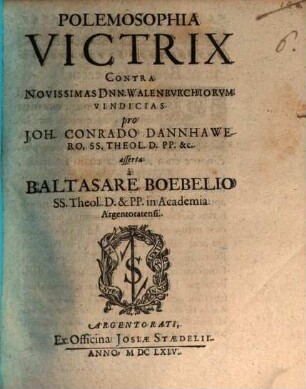 POLEMOSOPHIA
VICTRIX
CONTRA
NOVISSIMAS DNN. WALENBVRCHIORVM
VINDICIAS
pro
JOH. CONRADO DANNHAWE-
RO, SS. THEOL. D. PP. &c.
asserta
à
BALTASARE BOEBELIO
SS. Theol. D. & PP. in Academia
Argentoratensi.
ARGENTORATI,
Ex Officina JOSIÆ STÆDELII.
ANNO M DC LXIV.